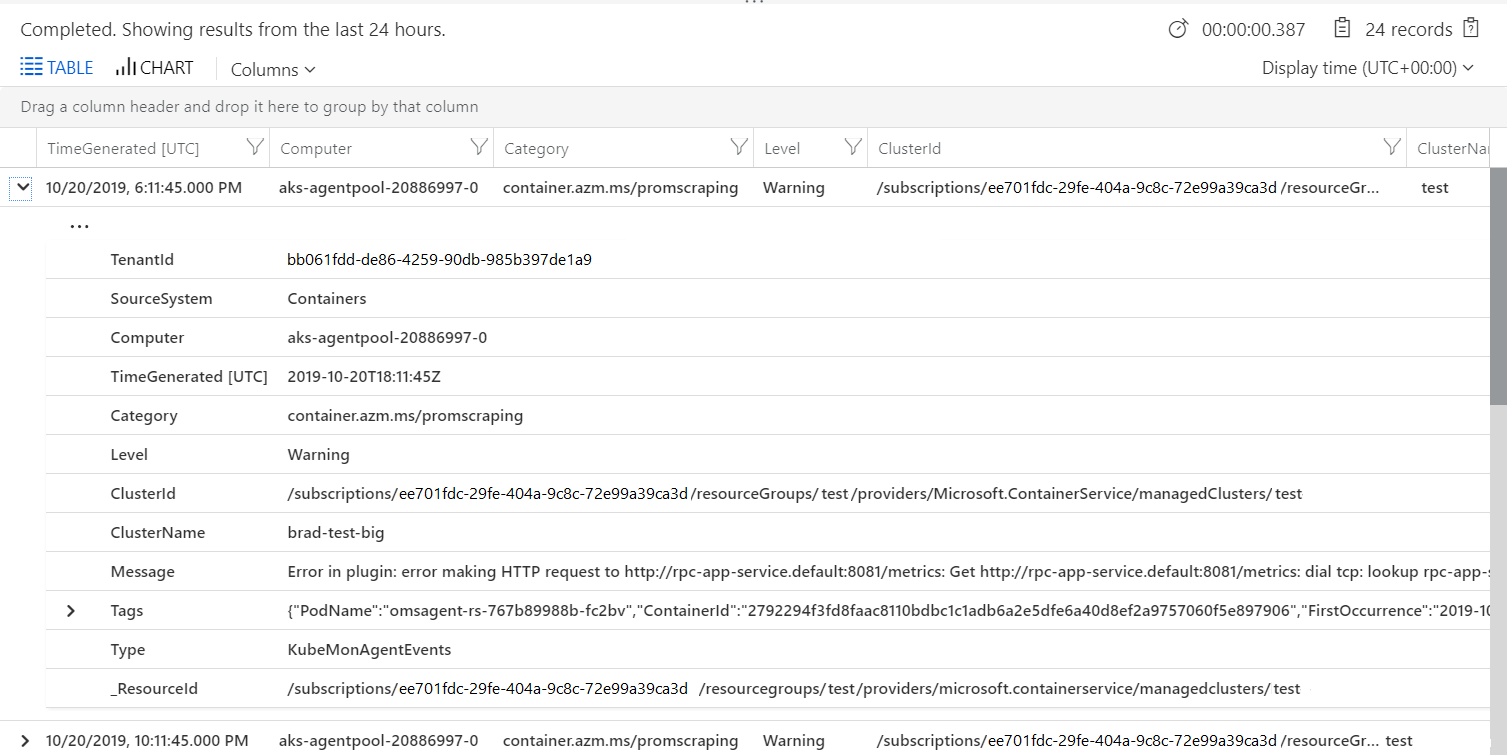 Completed. Showing results from the last 24 hours. 00:00:00.387 24 records
TABLE CHART Columns Display time (UTC+00:00)
Drag a column header and drop it here to group by that column
TimeGenerated [UTC] Computer Category Level ClusterId ClusterNa
10/20/2019, 6:11:45.000 PM aks-agentpool-20886997-0 container.azm.ms/promscraping Warning /subscriptions/ee701fdc-29fe-404a-9c8c-72e99a39ca3d/resourceGr... test
...
TenantId bb061fdd-de86-4259-90db-985b397de1a9
SourceSystem Containers
Computer aks-agentpool-20886997-0
TimeGenerated [UTC] 2019-10-20T18:11:45Z
Category container.azm.ms/promscraping
Level Warning
ClusterId /subscriptions/ee701fdc-29fe-404a-9c8c-72e99a39ca3d/resourceGroups/test/providers/Microsoft.ContainerService/managedClusters/test
ClusterName brad-test-big
Message Error in plugin: error making HTTP request to http://rpc-app-service.default:8081/metrics: Get http://rpc-app-service.default:8081/metrics: dial tcp: lookup rpc-app-
Tags {"PodName":"omsagent-rs-767b89988b-fc2bv","ContainerId":"2792294f3fd8faac8110bdbc1c1adb6a2e5dfe6a40d8ef2a9757060f5e897906","FirstOccurrence":"2019-10
Type KubeMonAgentEvents
_ResourceId /subscriptions/ee701fdc-29fe-404a-9c8c-72e99a39ca3d /resourcegroups/test/providers/microsoft.containerservice/managedclusters/test
10/20/2019, 10:11:45.000 PM aks-agentpool-20886997-0 container.azm.ms/promscraping Warning /subscriptions/ee701fdc-29fe-404a-9c8c-72e99a39ca3d/resourceGr... test